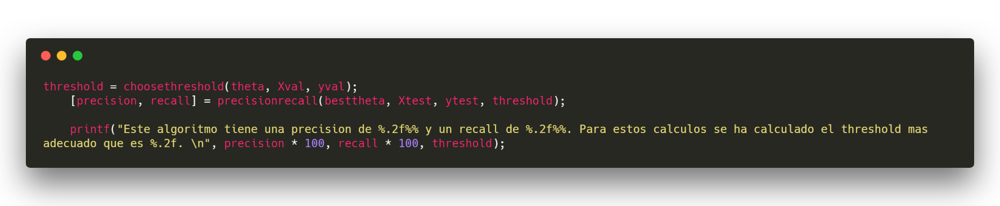 threshold = choosethreshold(theta, Xval, yval);
    [precision, recall] = precisionrecall(besttheta, Xtest, ytest, threshold);

    printf("Este algoritmo tiene una precision de %.2f%% y un recall de %.2f%%. Para estos calculos se ha calculado el threshold mas
adecuado que es %.2f. \n", precision * 100, recall * 100, threshold);